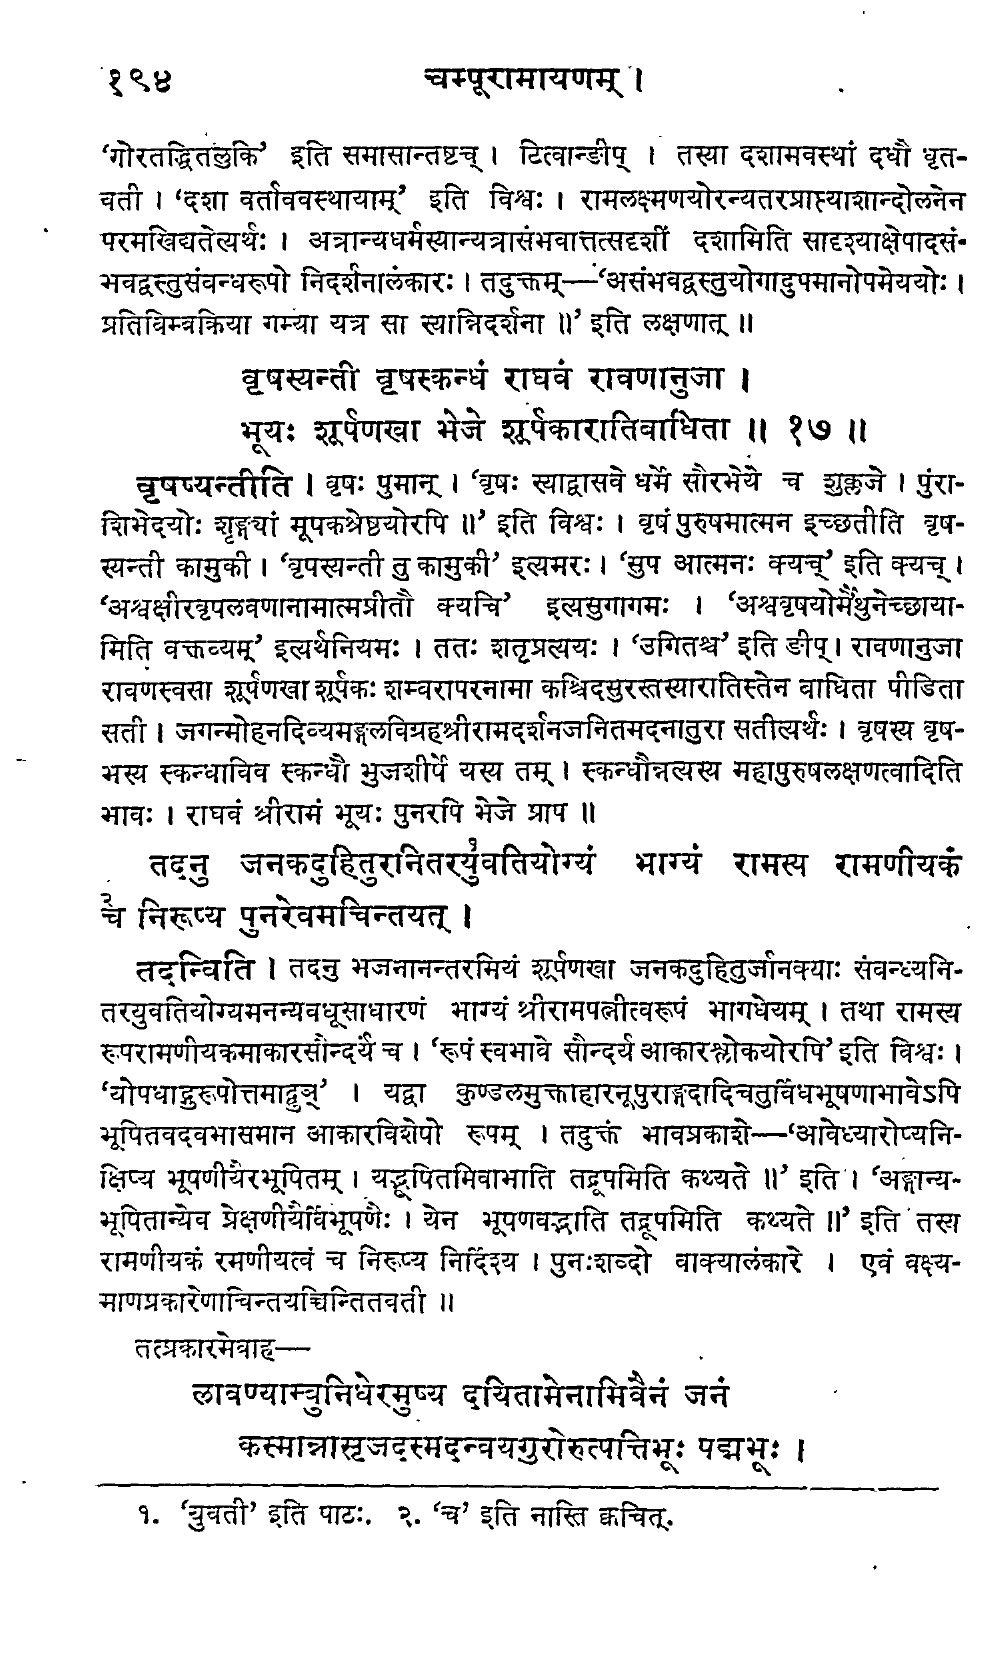 १९४ चम्पूरामायणम् ।
‘गोरतद्धितलुकि’ इति समासान्तष्टच् । टित्वान्ङीप् । तस्या दशामवस्थां दधौ धृत-
वती । ‘दशा वर्ताववस्थायाम्’ इति विश्वः । रामलक्ष्मणयोरन्यतरप्राप्त्याशान्दोलनेन
परमखिद्यतेत्यर्थः । अत्रान्यधर्मस्यान्यत्रासंभवात्तत्सदृशीं दशामिति सादृश्याक्षेपादसं-
भवद्वस्तुसंबन्धरूपो निदर्शनालंकारः । तदुक्तम्—‘असंभवद्वस्तुयोगादुपमानोपमेययोः ।
प्रतिबिम्बक्रिया गम्या यत्र सा स्यान्निदर्शना ॥’ इति लक्षणात् ॥
वृषस्यन्ती वृषस्कन्धं राघवं रावणानुजा ।
भूयः शूर्पणखा भेजे शूर्पकारातिबाधिता ॥ १७ ॥
वृषष्यन्तीति । वृषः पुमान् । ‘वृषः स्याद्वासवे धर्मे सौरभेये च शुक्रले । पुंरा-
शिभेदयोः शृङ्ग्यां मूषकश्रेष्ठयोरपि ॥’ इति विश्वः । वृषं पुरुषमात्मन इच्छतीति वृष-
स्यन्ती कामुकी । ‘वृषस्यन्ती तु कामुकी’ इत्यमरः । ‘सुप आत्मनः क्यच्’ इति क्यच् ।
‘अश्वक्षीरवृषलवणानामात्मप्रीतौ क्यचि’ इत्यसुगागमः । ‘अश्ववृषयोर्मैथुनेच्छाया-
मिति वक्तव्यम्’ इत्यर्थनियमः । ततः शतृप्रत्ययः । ‘उगितश्च’ इति ङीप् । रावणानुजा
रावणस्वसा शूर्पणखा शूर्पकः शम्बरापरनामा कश्चिदसुरस्तस्यारातिस्तेन बाधिता पीडिता
सती । जगन्मोहनदिव्यमङ्गलविग्रहश्रीरामदर्शनजनितमदनातुरा सतीत्यर्थः । वृषस्य वृष-
भस्य स्कन्धाविव स्कन्धौ भुजशीर्षे यस्य तम् । स्कन्धौन्नत्यस्य महापुरुषलक्षणत्वादिति
भावः । राघवं श्रीरामं भूयः पुनरपि भेजे प्राप ॥
तदनु जनकदुहितुरनितरयुवतियोग्यं१ भाग्यं रामस्य रामणीयकं
च२ निरूप्य पुनरेवमचिन्तयत् ।
तदन्विति । तदनु भजनानन्तरमियं शूर्पणखा जनकदुहितुर्जानक्याः संबन्ध्यनि-
तरयुवतियोग्यमनन्यवधूसाधारणं भाग्यं श्रीरामपत्नीत्वरूपं भागधेयम् । तथा रामस्य
रूपरामणीयकमाकारसौन्दर्यं च । ‘रूपं स्वभावे सौन्दर्य आकारश्लोकयोरपि’ इति विश्वः ।
‘योपधाद्गुरूपोत्तमाद्वुञ्’ । यद्वा कुण्डलमुक्ताहारनूपुराङ्गदादिचतुर्विधभूषणाभावेऽपि
भूषितवदवभासमान आकारविशेषो रूपम् । तदुक्तं भावप्रकाशे—‘आवेध्यारोप्यनि-
क्षिप्य भूषणीयैरभूषितम् । यद्भूषितमिवाभाति तद्रूपमिति कथ्यते ॥’ इति । ‘अङ्गान्य-
भूषितान्येव प्रेक्षणीयैर्विभूषणैः । येन भूषणवद्भाति तद्रूपमिति कथ्यते ॥’ इति तस्य
रामणीयकं रमणीयत्वं च निरूप्य निर्दिश्य । पुनःशब्दो वाक्यालंकारे । एवं वक्ष्य-
माणप्रकारेणाचिन्तयच्चिन्तितवती ॥
तत्प्रकारमेवाह—
लावण्याम्बुनिधेरमुष्य दयितामेनामिवैनं जनं
कस्मान्नासृजदस्मदन्वयगुरोरुत्पत्तिभूः पद्मभूः ।
१. ‘युवती’ इति पाठः. २. ‘च’ इति नास्ति क्वचित्.